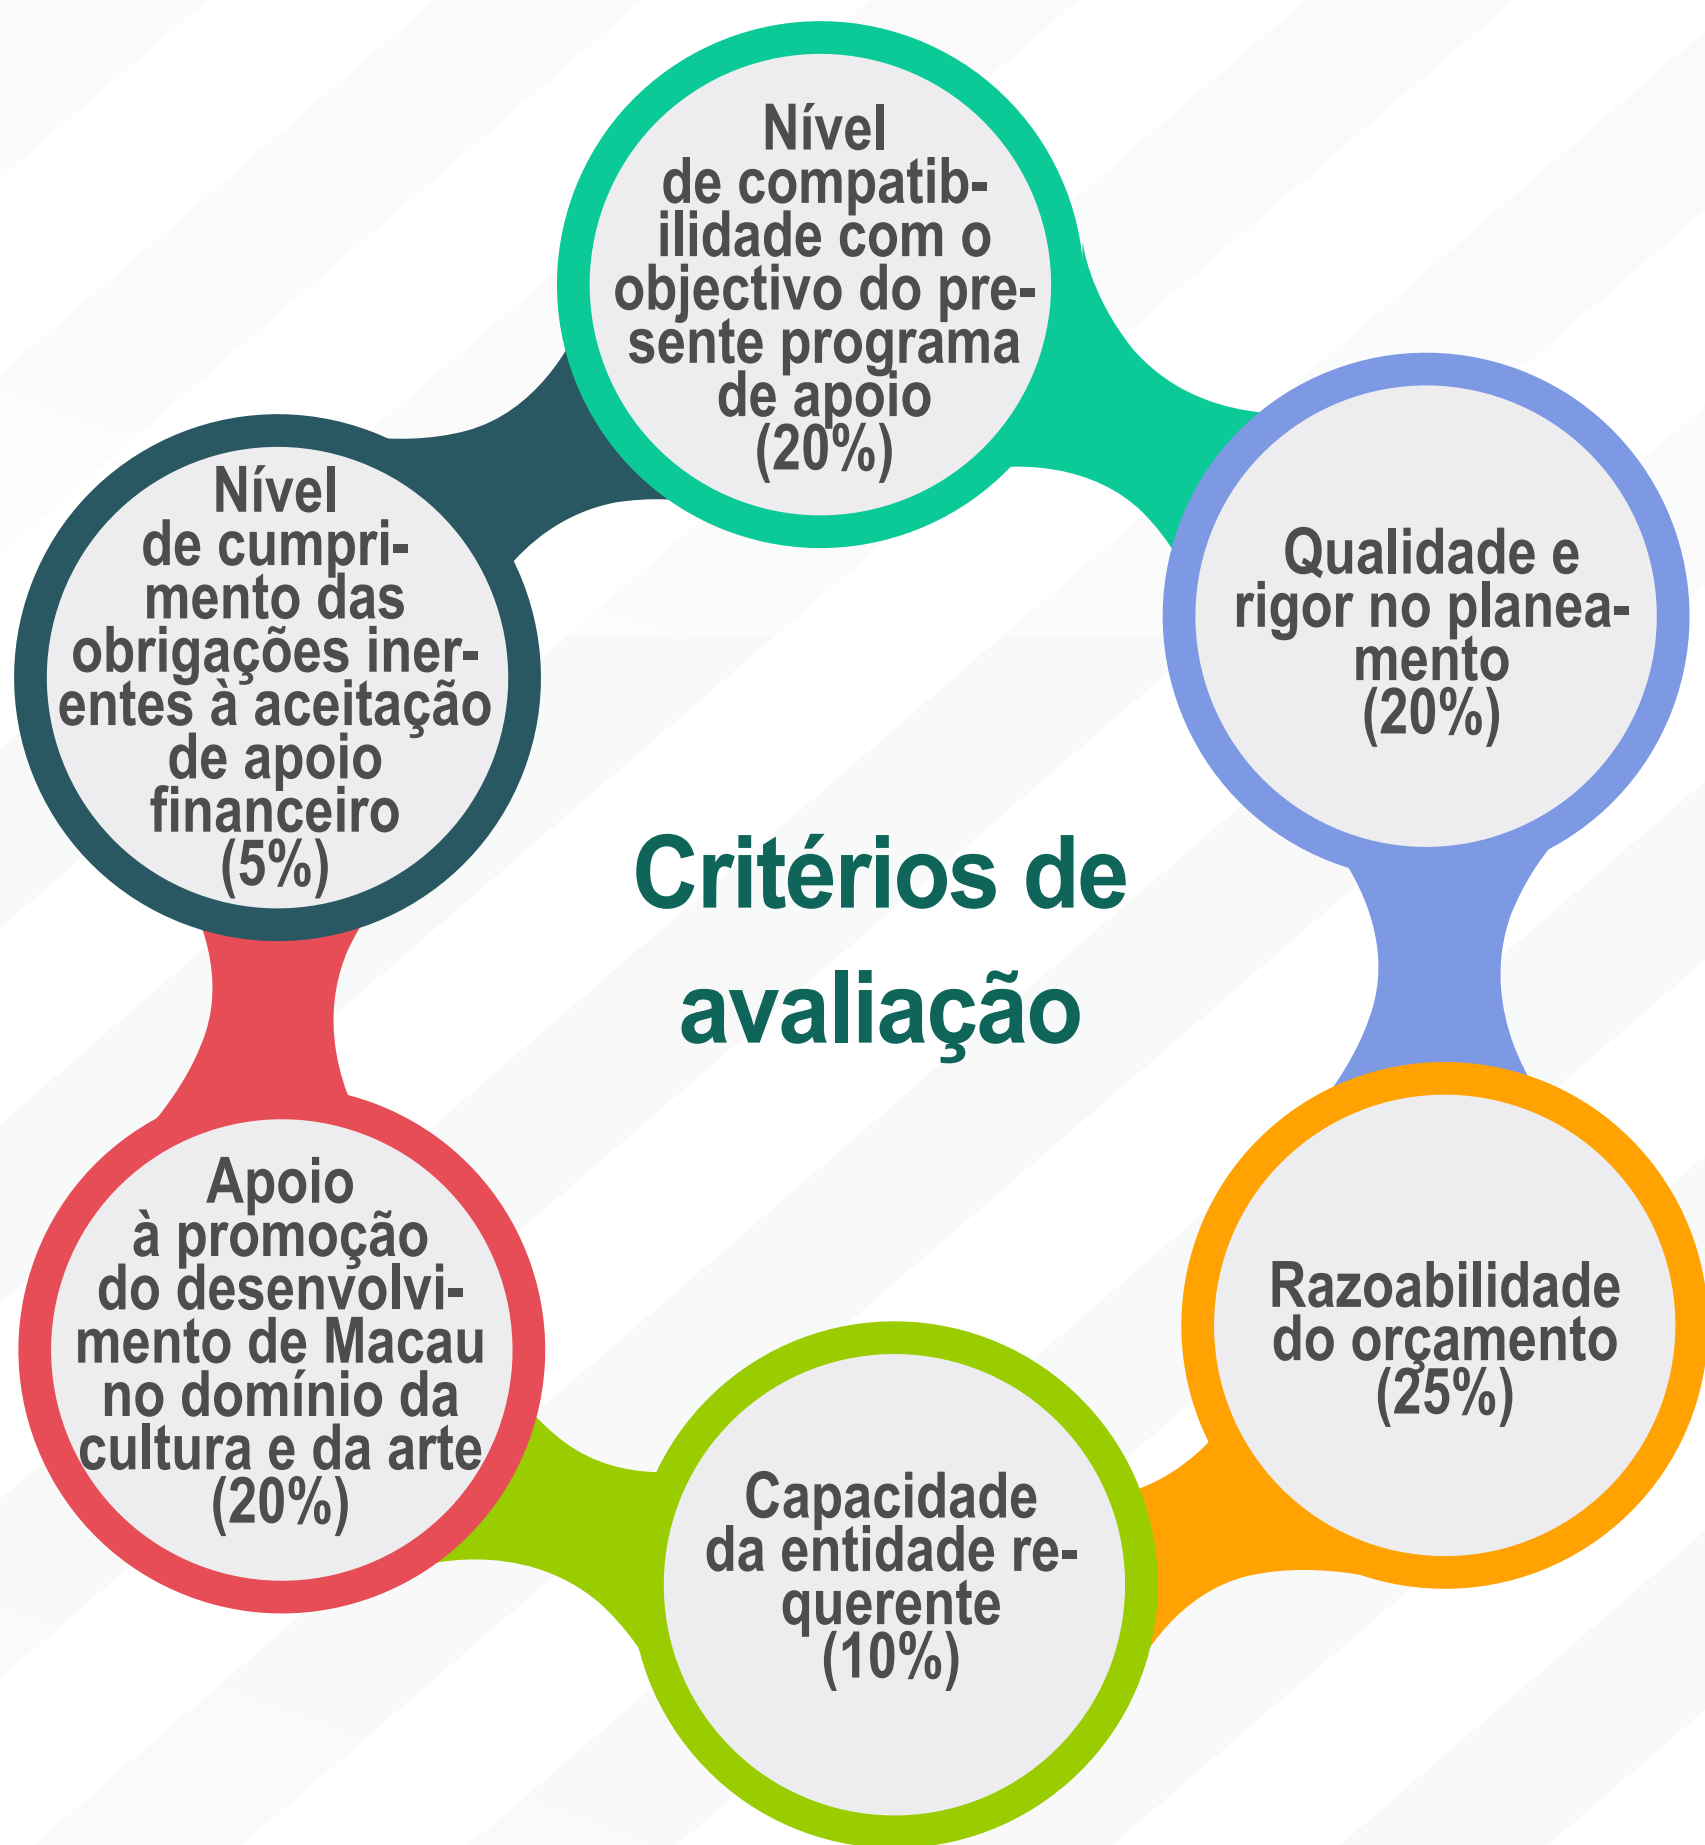 Nível
de compatib-
ilidade com o
objectivo do pre-
sente programa
de apoio
(20%)
Qualidade e
rigor no planea-
mento
(20%)
Razoabilidade
do orçamento
(25%)
Capacidade
da entidade re-
querente
(10%)
Apoio
à promoção
do desenvolvi-
mento de Macau
no domínio da
cultura e da arte
(20%)
Nível
de cumpri-
mento das
obrigações iner-
entes à aceitação
de apoio
financeiro
(5%)
Critérios de
avaliação